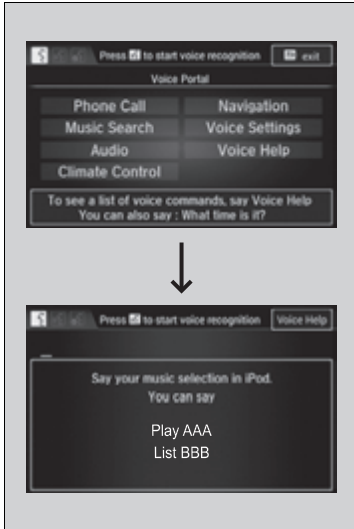 Press to start voice recognition exit
Voice Portal
Phone Call Navigation
Music Search Voice Settings
Audio Voice Help
Climate Control
To see a list of voice commands, say Voice Help
You can also say : What time is it?
Press to start voice recognition Voice Help
Say your music selection in iPod.
You can say
Play AAA
List BBB